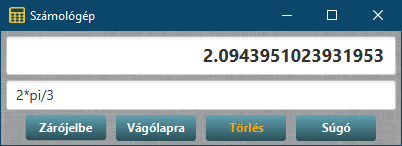 Számológép
2.0943951023931953
2*pi/3
Zárójelbe Vágólapra Törlés Súgó